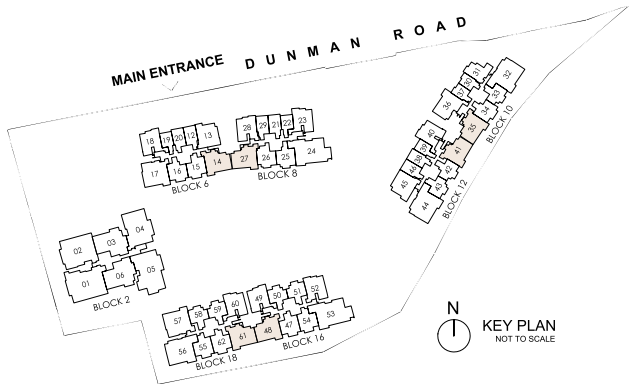 DUNMAN ROAD
MAIN ENTRANCE
18 19 20 12 13
17 16 15 14
BLOCK 6
28 29 21 22 23
27 26 25 24
BLOCK 8
31 32
30
37 33
36 34
35
BLOCK 10
40
39
38 41
46 42
45 43
44
BLOCK 12
02 03 04
01 06 05
BLOCK 2
57 58 59 60
56 55 62 61
BLOCK 18
49 50 51 52
48 47 54 53
BLOCK 16
N
KEY PLAN
NOT TO SCALE